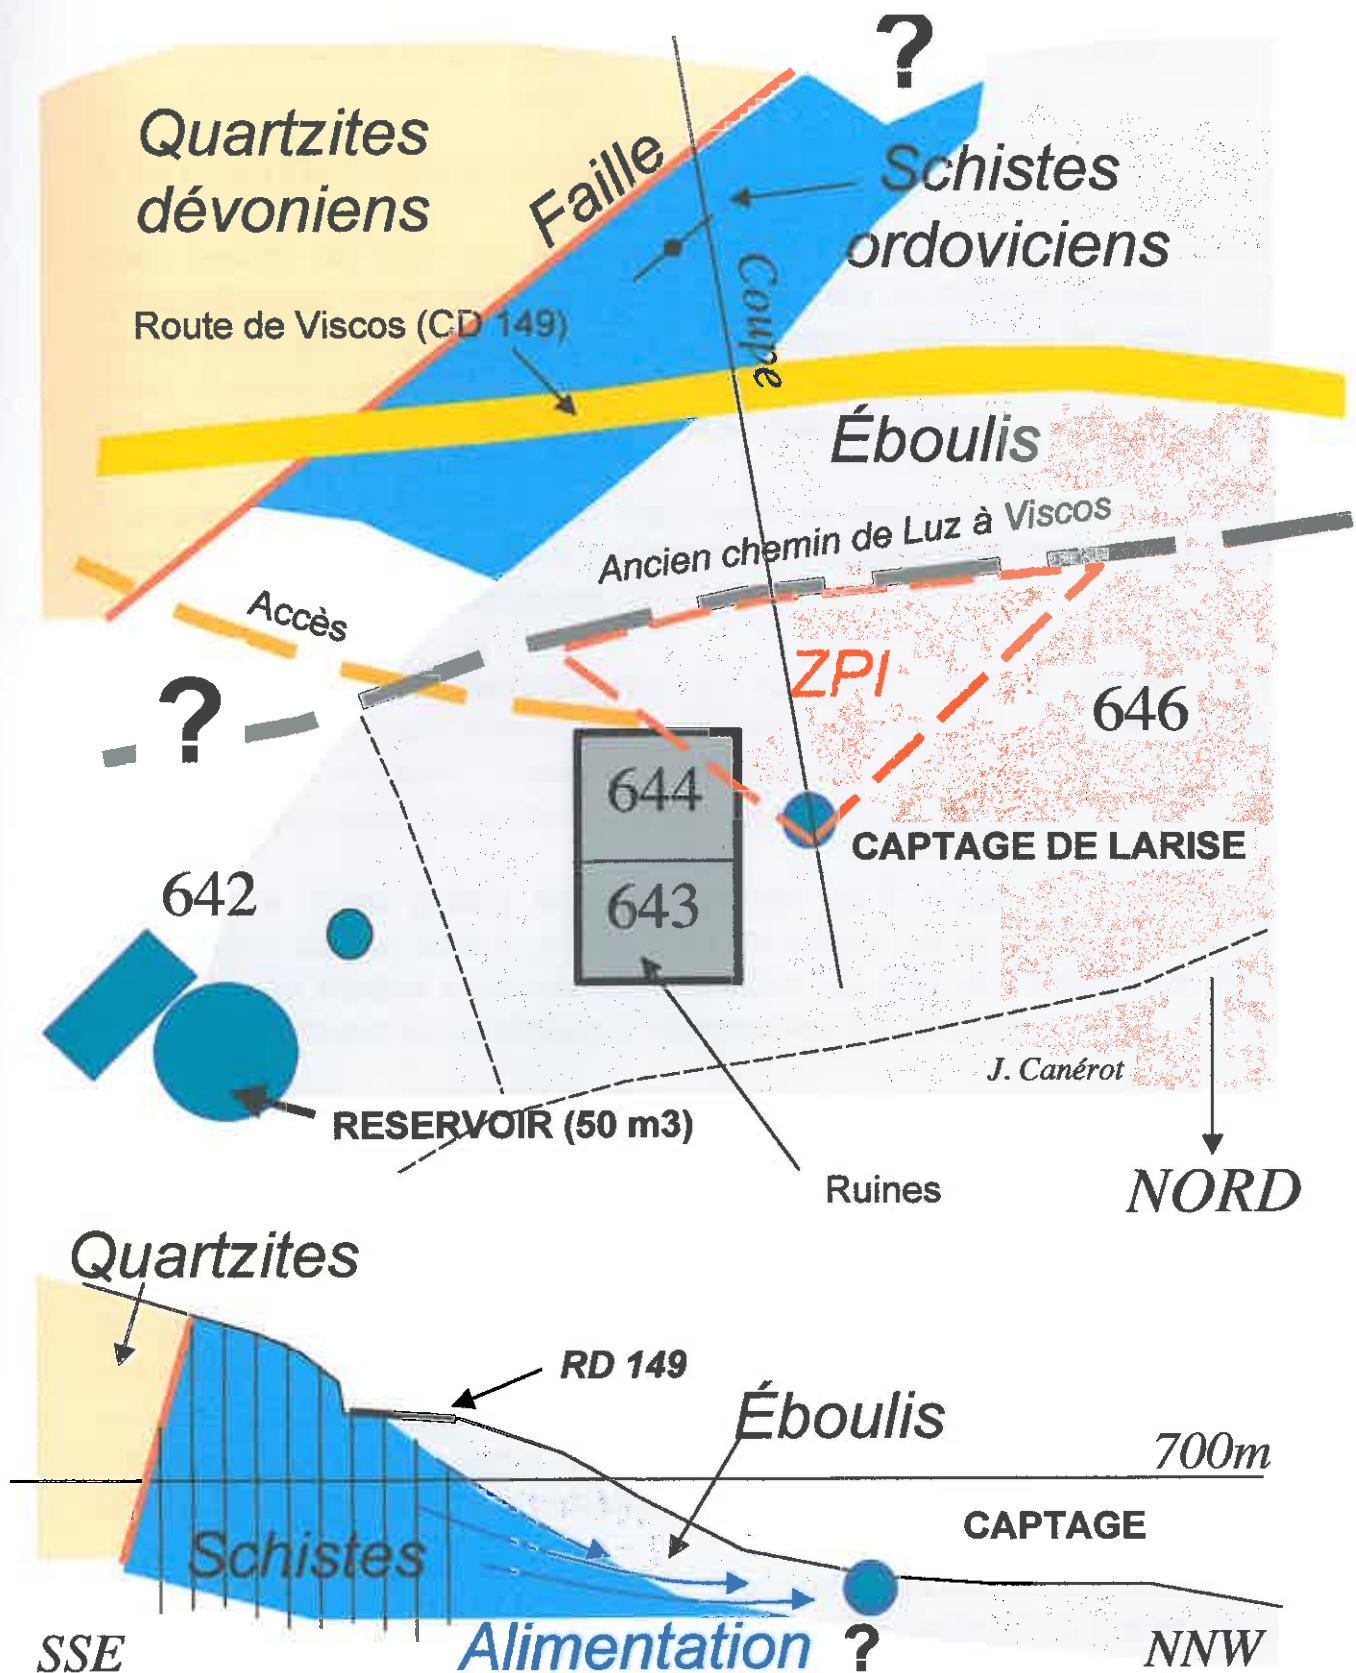 ?
Quartzites
dévoniens
Faille
Schistes
ordoviciens
Coupe
Route de Viscos (CD 149)
Éboulis
Ancien chemin de Luz à Viscos
Accès
?
ZPI
646
644
643
642
CAPTAGE DE LARISE
J. Canérot
RESERVOIR (50 m3)
Ruines
NORD
Quartzites
RD 149
Éboulis
700m
CAPTAGE
Schistes
Alimentation
?
SSE
NNW